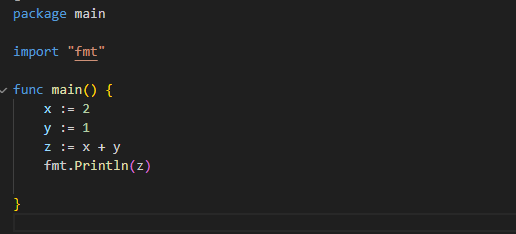 package main
import "fmt"
func main() {
x := 2
y := 1
z := x + y
fmt.Println(z)
}